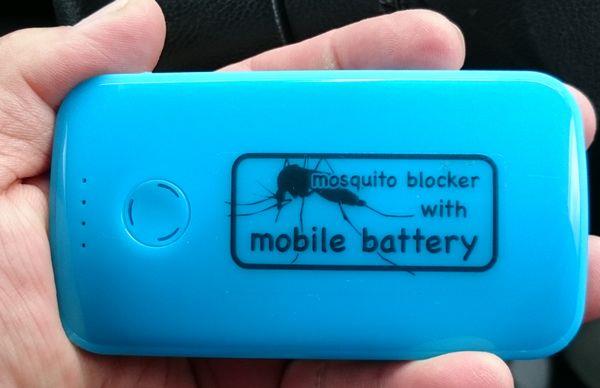 mosquito blocker
with
mobile battery